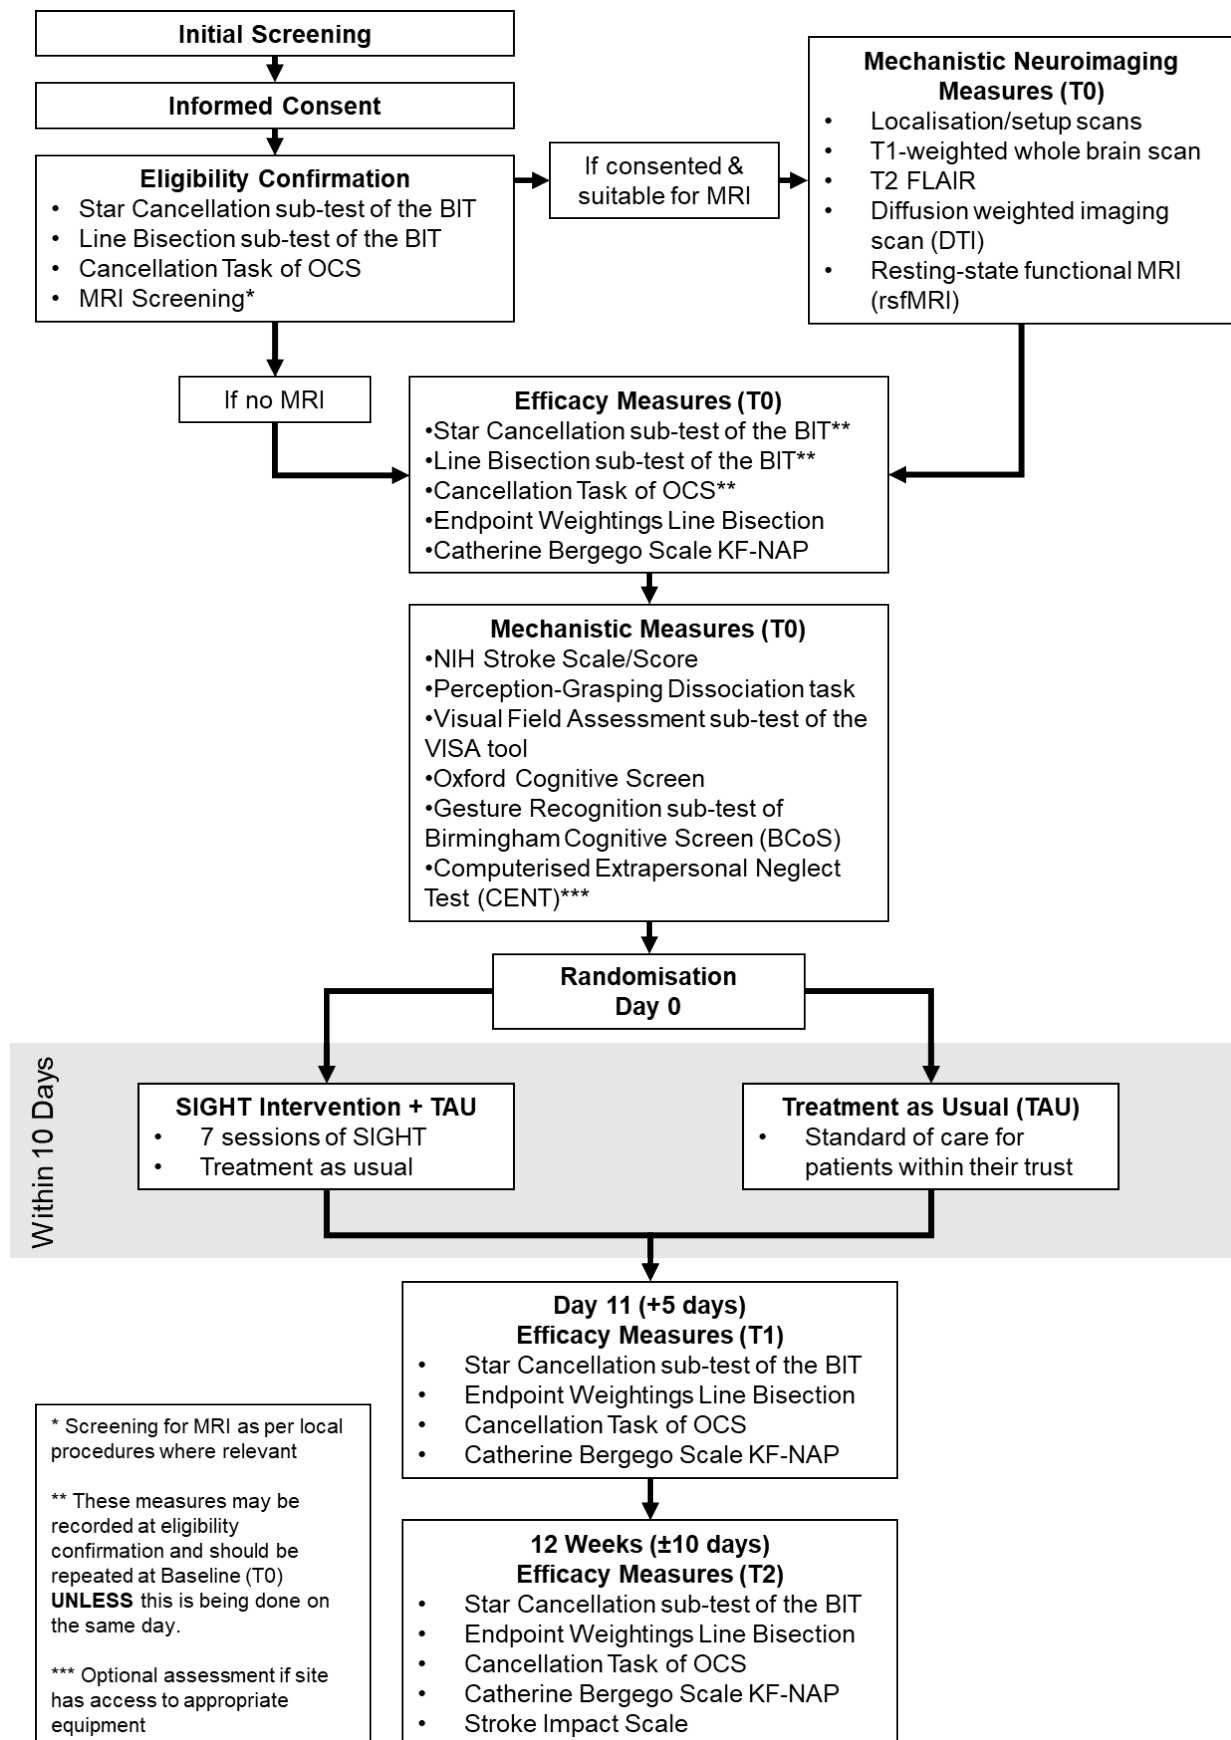 Initial Screening
Informed Consent
Eligibility Confirmation
• Star Cancellation sub-test of the BIT
• Line Bisection sub-test of the BIT
• Cancellation Task of OCS
• MRI Screening*
If consented &
suitable for MRI
Mechanistic Neuroimaging
Measures (T0)
• Localisation/setup scans
• T1-weighted whole brain scan
• T2 FLAIR
• Diffusion weighted imaging
scan (DTI)
• Resting-state functional MRI
(rsfMRI)
If no MRI
Efficacy Measures (T0)
•Star Cancellation sub-test of the BIT**
•Line Bisection sub-test of the BIT**
•Cancellation Task of OCS**
•Endpoint Weightings Line Bisection
•Catherine Bergego Scale KF-NAP
Mechanistic Measures (T0)
•NIH Stroke Scale/Score
•Perception-Grasping Dissociation task
•Visual Field Assessment sub-test of the
VISA tool
•Oxford Cognitive Screen
•Gesture Recognition sub-test of
Birmingham Cognitive Screen (BCoS)
•Computerised Extrapersonal Neglect
Test (CENT)***
Randomisation
Day 0
Within 10 Days
SIGHT Intervention + TAU
• 7 sessions of SIGHT
• Treatment as usual
Treatment as Usual (TAU)
• Standard of care for
patients within their trust
Day 11 (+5 days)
Efficacy Measures (T1)
• Star Cancellation sub-test of the BIT
• Endpoint Weightings Line Bisection
• Cancellation Task of OCS
• Catherine Bergego Scale KF-NAP
12 Weeks (±10 days)
Efficacy Measures (T2)
• Star Cancellation sub-test of the BIT
• Endpoint Weightings Line Bisection
• Cancellation Task of OCS
• Catherine Bergego Scale KF-NAP
• Stroke Impact Scale
* Screening for MRI as per local
procedures where relevant
** These measures may be
recorded at eligibility
confirmation and should be
repeated at Baseline (T0)
UNLESS this is being done on
the same day.
*** Optional assessment if site
has access to appropriate
equipment